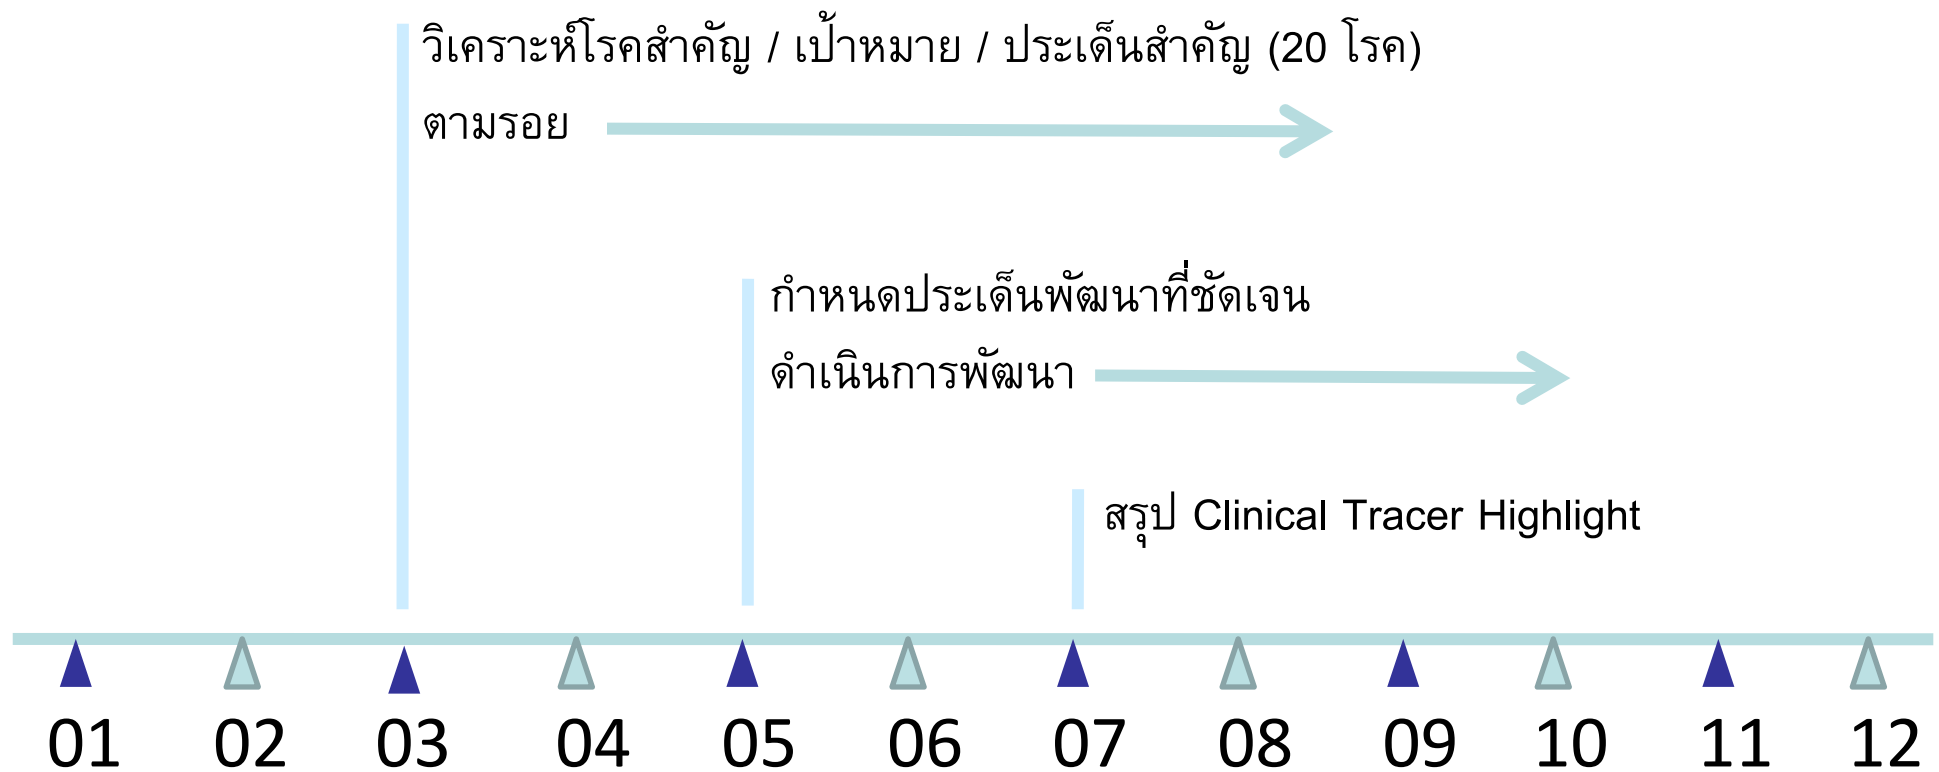 วิเคราะห์โรคสำคัญ / เป้าหมาย / ประเด็นสำคัญ (20 โรค)
ตามรอย
กำหนดประเด็นพัฒนาที่ชัดเจน
ดำเนินการพัฒนา
สรุป Clinical Tracer Highlight
01 02 03 04 05 06 07 08 09 10 11 12